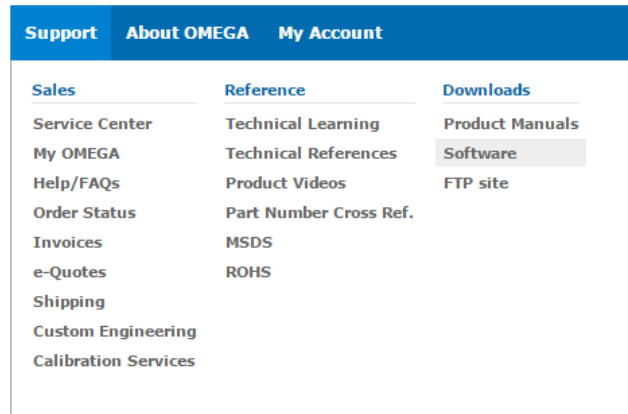 Support About OMEGA My Account
Sales
Service Center
My OMEGA
Help/FAQs
Order Status
Invoices
e-Quotes
Shipping
Custom Engineering
Calibration Services
Reference
Technical Learning
Technical References
Product Videos
Part Number Cross Ref.
MSDS
ROHS
Downloads
Product Manuals
Software
FTP site